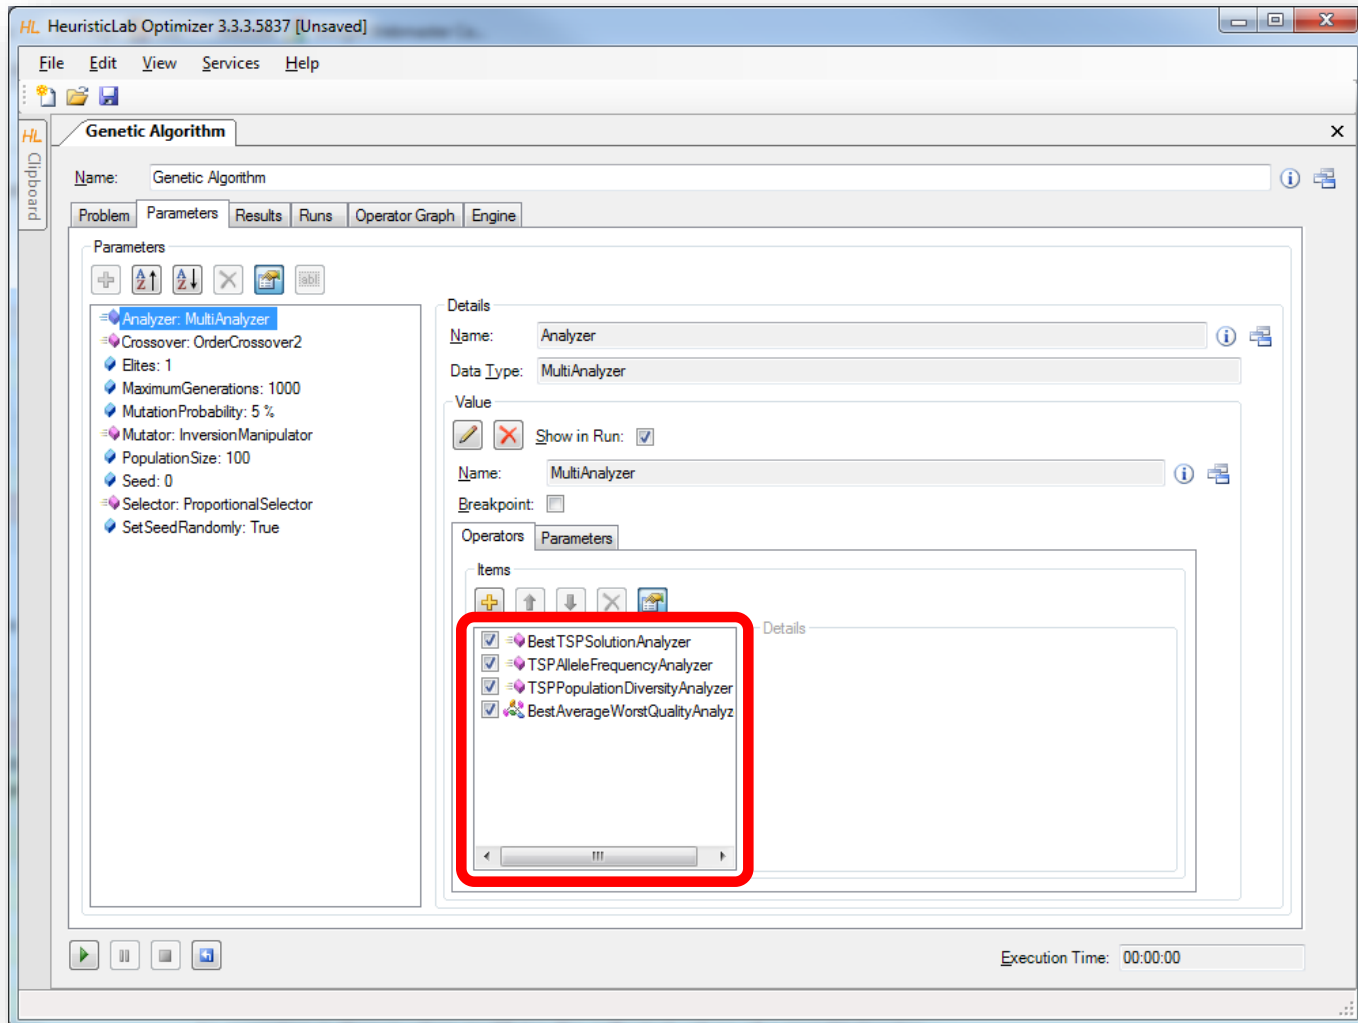 HL HeuristicLab Optimizer 3.3.3.5837 [Unsaved]
File Edit View Services Help
HL Clipboard
Genetic Algorithm
Name: Genetic Algorithm
Problem Parameters Results Runs Operator Graph Engine
Parameters
Analyzer: MultiAnalyzer
Crossover: OrderCrossover2
Elites: 1
MaximumGenerations: 1000
MutationProbability: 5 %
Mutator: InversionManipulator
PopulationSize: 100
Seed: 0
Selector: ProportionalSelector
SetSeedRandomly: True
Details
Name: Analyzer
Data Type: MultiAnalyzer
Value
Show in Run:
Name: MultiAnalyzer
Breakpoint:
Operators Parameters
Items
BestTSPSolutionAnalyzer
TSPAlleleFrequencyAnalyzer
TSPPopulationDiversityAnalyzer
BestAverageWorstQualityAnalyz
Details
Execution Time: 00:00:00